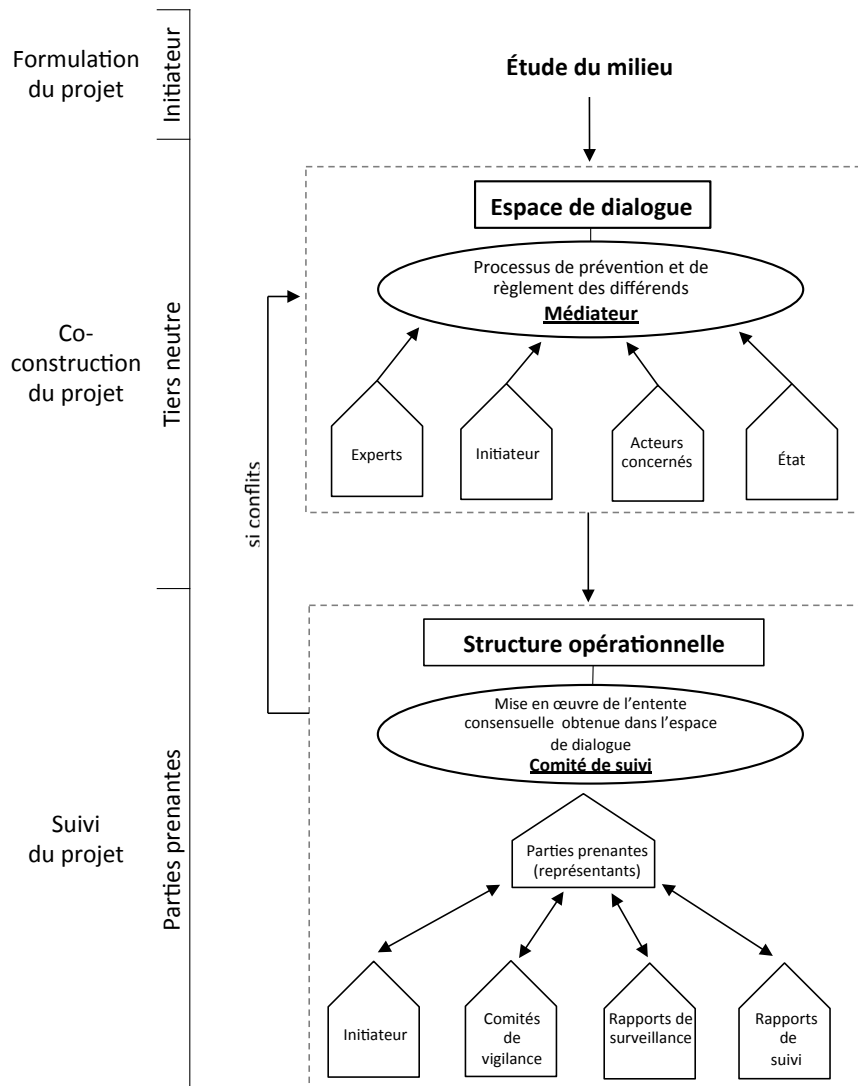 Formulation
du projet
Initiateur
Étude du milieu
Co-
construction
du projet
Tiers neutre
Espace de dialogue
Processus de prévention et de
règlement des différends
Médiateur
Experts
Initiateur
Acteurs
concernés
État
si conflits
Suivi
du projet
Parties prenantes
Structure opérationnelle
Mise en œuvre de l’entente
consensuelle obtenue dans l’espace
de dialogue
Comité de suivi
Parties prenantes
(représentants)
Initiateur
Comités
de
vigilance
Rapports de
surveillance
Rapports
de
suivi